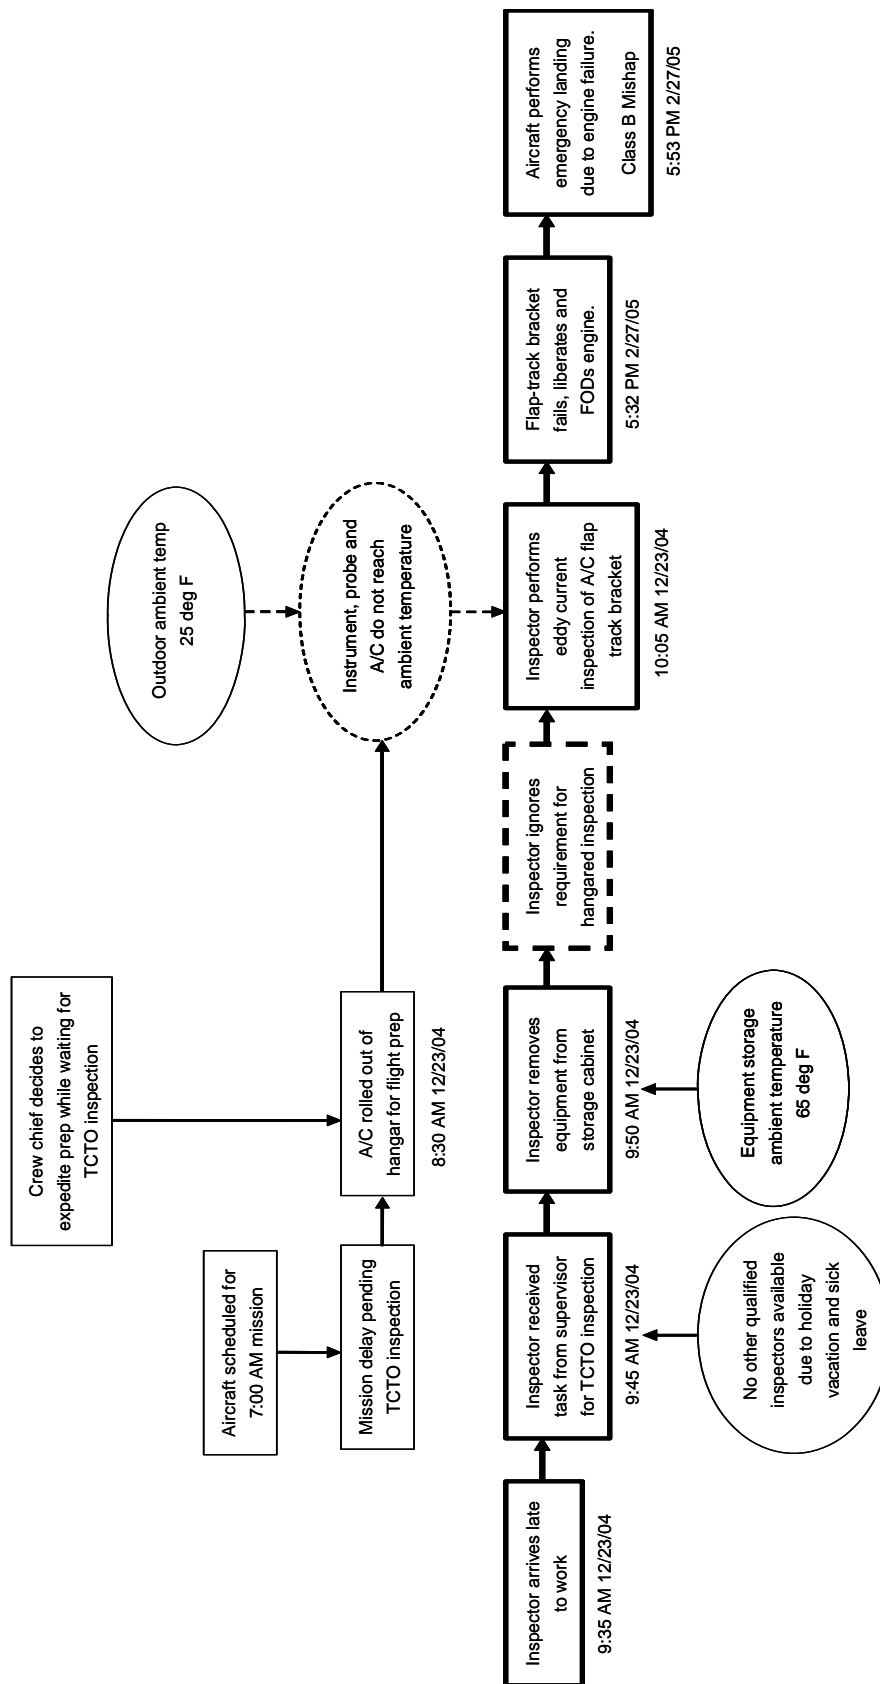 Crew chief decides to
expedite prep while waiting for
TCTO inspection
Outdoor ambient temp
25 deg F
Aircraft scheduled for
7:00 AM mission
Mission delay pending
TCTO inspection
A/C rolled out of
hangar for flight prep
8:30 AM 12/23/04
Instrument, probe and
A/C do not reach
ambient temperature
Inspector arrives late
to work
9:35 AM 12/23/04
Inspector received
task from supervisor
for TCTO inspection
9:45 AM 12/23/04
Inspector removes
equipment from
storage cabinet
9:50 AM 12/23/04
Inspector ignores
requirement for
hangared inspection
Inspector performs
eddy current
inspection of A/C flap
track bracket
10:05 AM 12/23/04
Flap-track bracket
fails, liberates and
FODs engine.
5:32 PM 2/27/05
Aircraft performs
emergency landing
due to engine failure.
Class B Mishap
5:53 PM 2/27/05
No other qualified
inspectors available
due to holiday
vacation and sick
leave
Equipment storage
ambient temperature
65 deg F